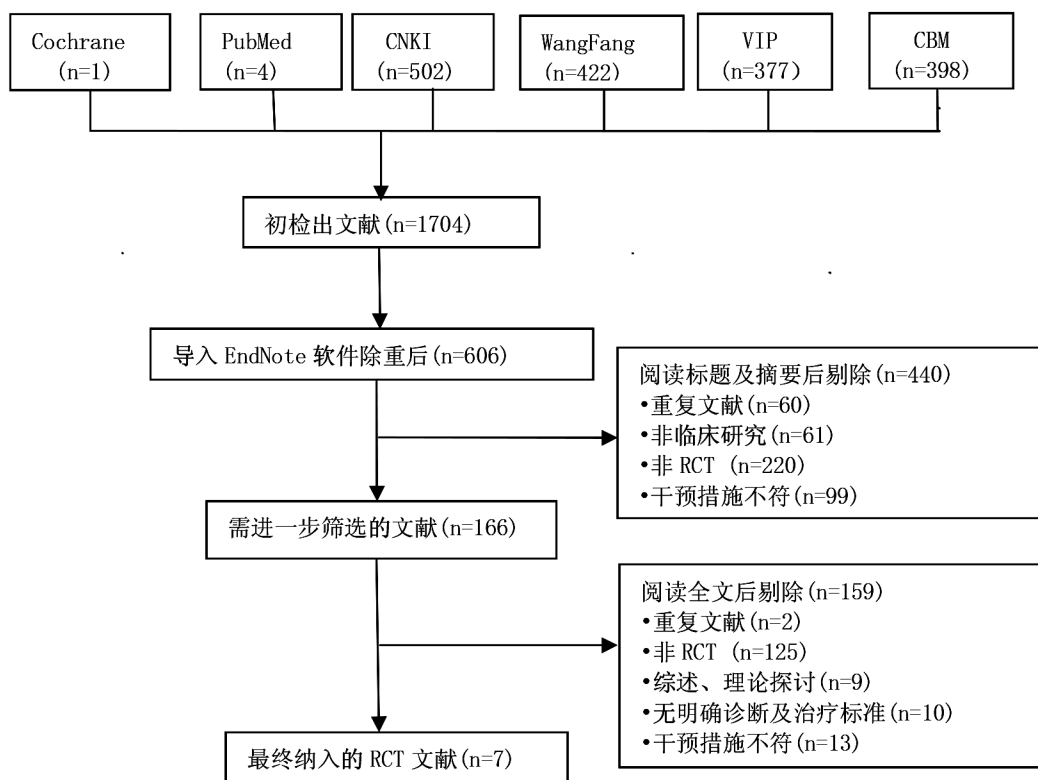 Cochrane
(n=1)
PubMed
(n=4)
CNKI
(n=502)
WangFang
(n=422)
VIP
(n=377)
CBM
(n=398)
初检出文献(n=1704)
导入 EndNote 软件除重后(n=606)
阅读标题及摘要后剔除(n=440)
•重复文献(n=60)
•非临床研究(n=61)
•非 RCT (n=220)
•干预措施不符(n=99)
需进一步筛选的文献(n=166)
阅读全文后剔除(n=159)
•重复文献(n=2)
•非 RCT (n=125)
•综述、理论探讨(n=9)
•无明确诊断及治疗标准(n=10)
•干预措施不符(n=13)
最终纳入的 RCT 文献(n=7)